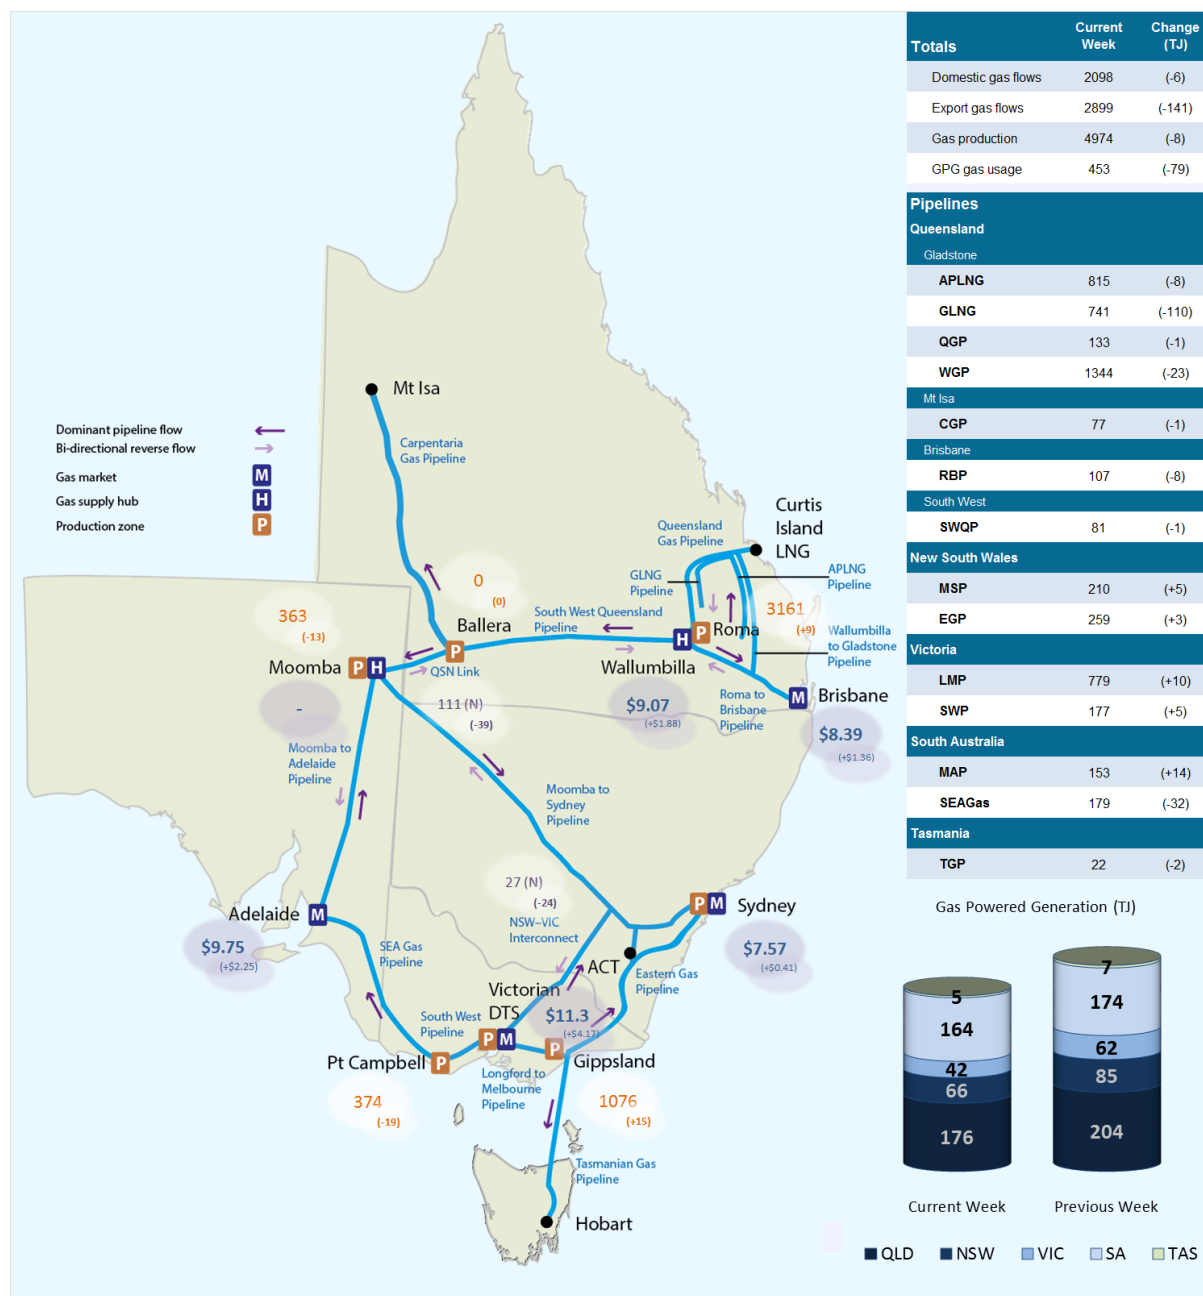 Totals Current Week Change (TJ)
Domestic gas flows 2098 (-6)
Export gas flows 2899 (-141)
Gas production 4974 (-8)
GPG gas usage 453 (-79)
Pipelines
Queensland
Gladstone
APLNG 815 (-8)
GLNG 741 (-110)
QGP 133 (-1)
WGP 1344 (-23)
Mt Isa
CGP 77 (-1)
Brisbane
RBP 107 (-8)
South West
SWQP 81 (-1)
New South Wales
MSP 210 (+5)
EGP 259 (+3)
Victoria
LMP 779 (+10)
SWP 177 (+5)
South Australia
MAP 153 (+14)
SEAGas 179 (-32)
Tasmania
TGP 22 (-2)
Gas Powered Generation (TJ)
5
164
42
66
176
7
174
62
85
204
Current Week
Previous Week
QLD
NSW
VIC
SA
TAS
Dominant pipeline flow
Bi-directional reverse flow
Gas market M
Gas supply hub H
Production zone P
Mt Isa
Carpentaria
Gas Pipeline
Curtis
Island
LNG
Queensland
Gas Pipeline
GLNG
Pipeline
APLNG
Pipeline
0
(0)
3161
(+9)
363
(-13)
Ballera
P
South West Queensland
Pipeline
H
P
Roma
Wallumbilla
to Gladstone
Pipeline
Moomba
P
H
QSN Link
Wallumbilla
-
111 (N)
(-39)
$9.07
(+$1.88)
Roma to
Brisbane
Pipeline
M
Brisbane
$8.39
(+$1.36)
Moomba to
Adelaide
Pipeline
Moomba to
Sydney
Pipeline
27 (N)
(-24)
NSW–VIC
Interconnect
P
M
Sydney
$7.57
(+$0.41)
Adelaide
M
$9.75
(+$2.25)
SEA Gas
Pipeline
ACT
Eastern Gas
Pipeline
Victorian
DTS
$11.3
(+$4.17)
South West
Pipeline
P
M
P
Pt Campbell
P
Gippsland
Longford to
Melbourne
Pipeline
374
(-19)
1076
(+15)
Tasmanian Gas
Pipeline
Hobart